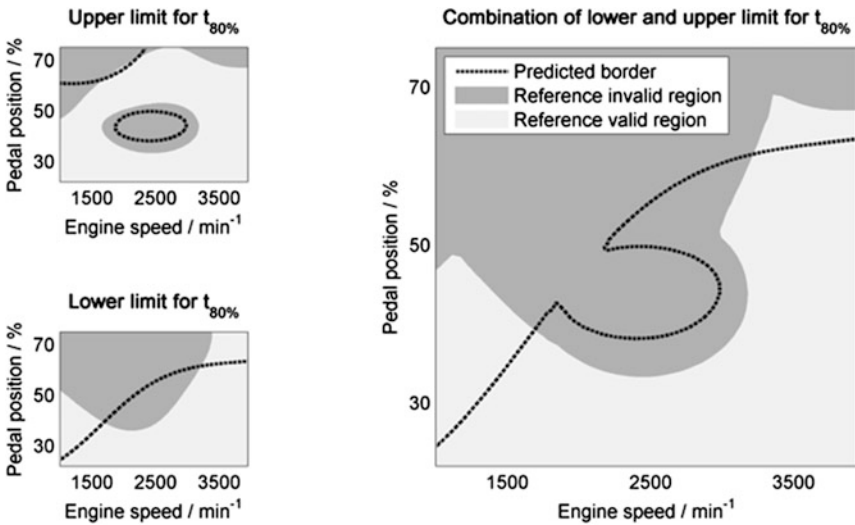 Upper limit for t80%
Pedal position / %
70
50
30
1500 2500 3500
Engine speed / min-1
Lower limit for t80%
Pedal position / %
70
50
30
1500 2500 3500
Engine speed / min-1
Combination of lower and upper limit for t80%
Pedal position / %
70
50
30
Predicted border
Reference invalid region
Reference valid region
1500 2500 3500
Engine speed / min-1